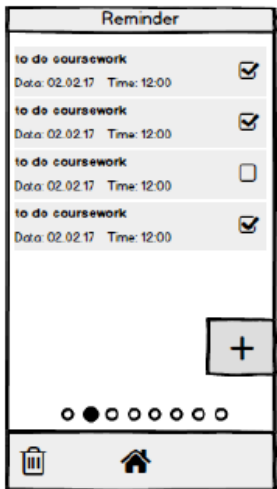 Reminder
to do coursework
Data: 02.02.17 Time: 12:00
to do coursework
Data: 02.02.17 Time: 12:00
to do coursework
Data: 02.02.17 Time: 12:00
to do coursework
Data: 02.02.17 Time: 12:00
+